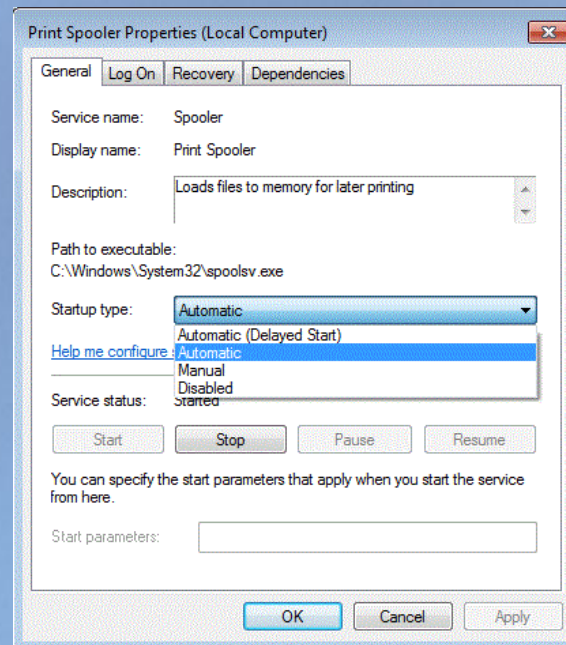 Print Spooler Properties (Local Computer)
General Log On Recovery Dependencies
Service name: Spooler
Display name: Print Spooler
Description: Loads files to memory for later printing
Path to executable:
C:\Windows\System32\spoolsv.exe
Startup type: Automatic
Automatic (Delayed Start)
Help me configure Automatic
Manual
Disabled
Service status: Started
Start Stop Pause Resume
You can specify the start parameters that apply when you start the service
from here.
Start parameters:
OK Cancel Apply